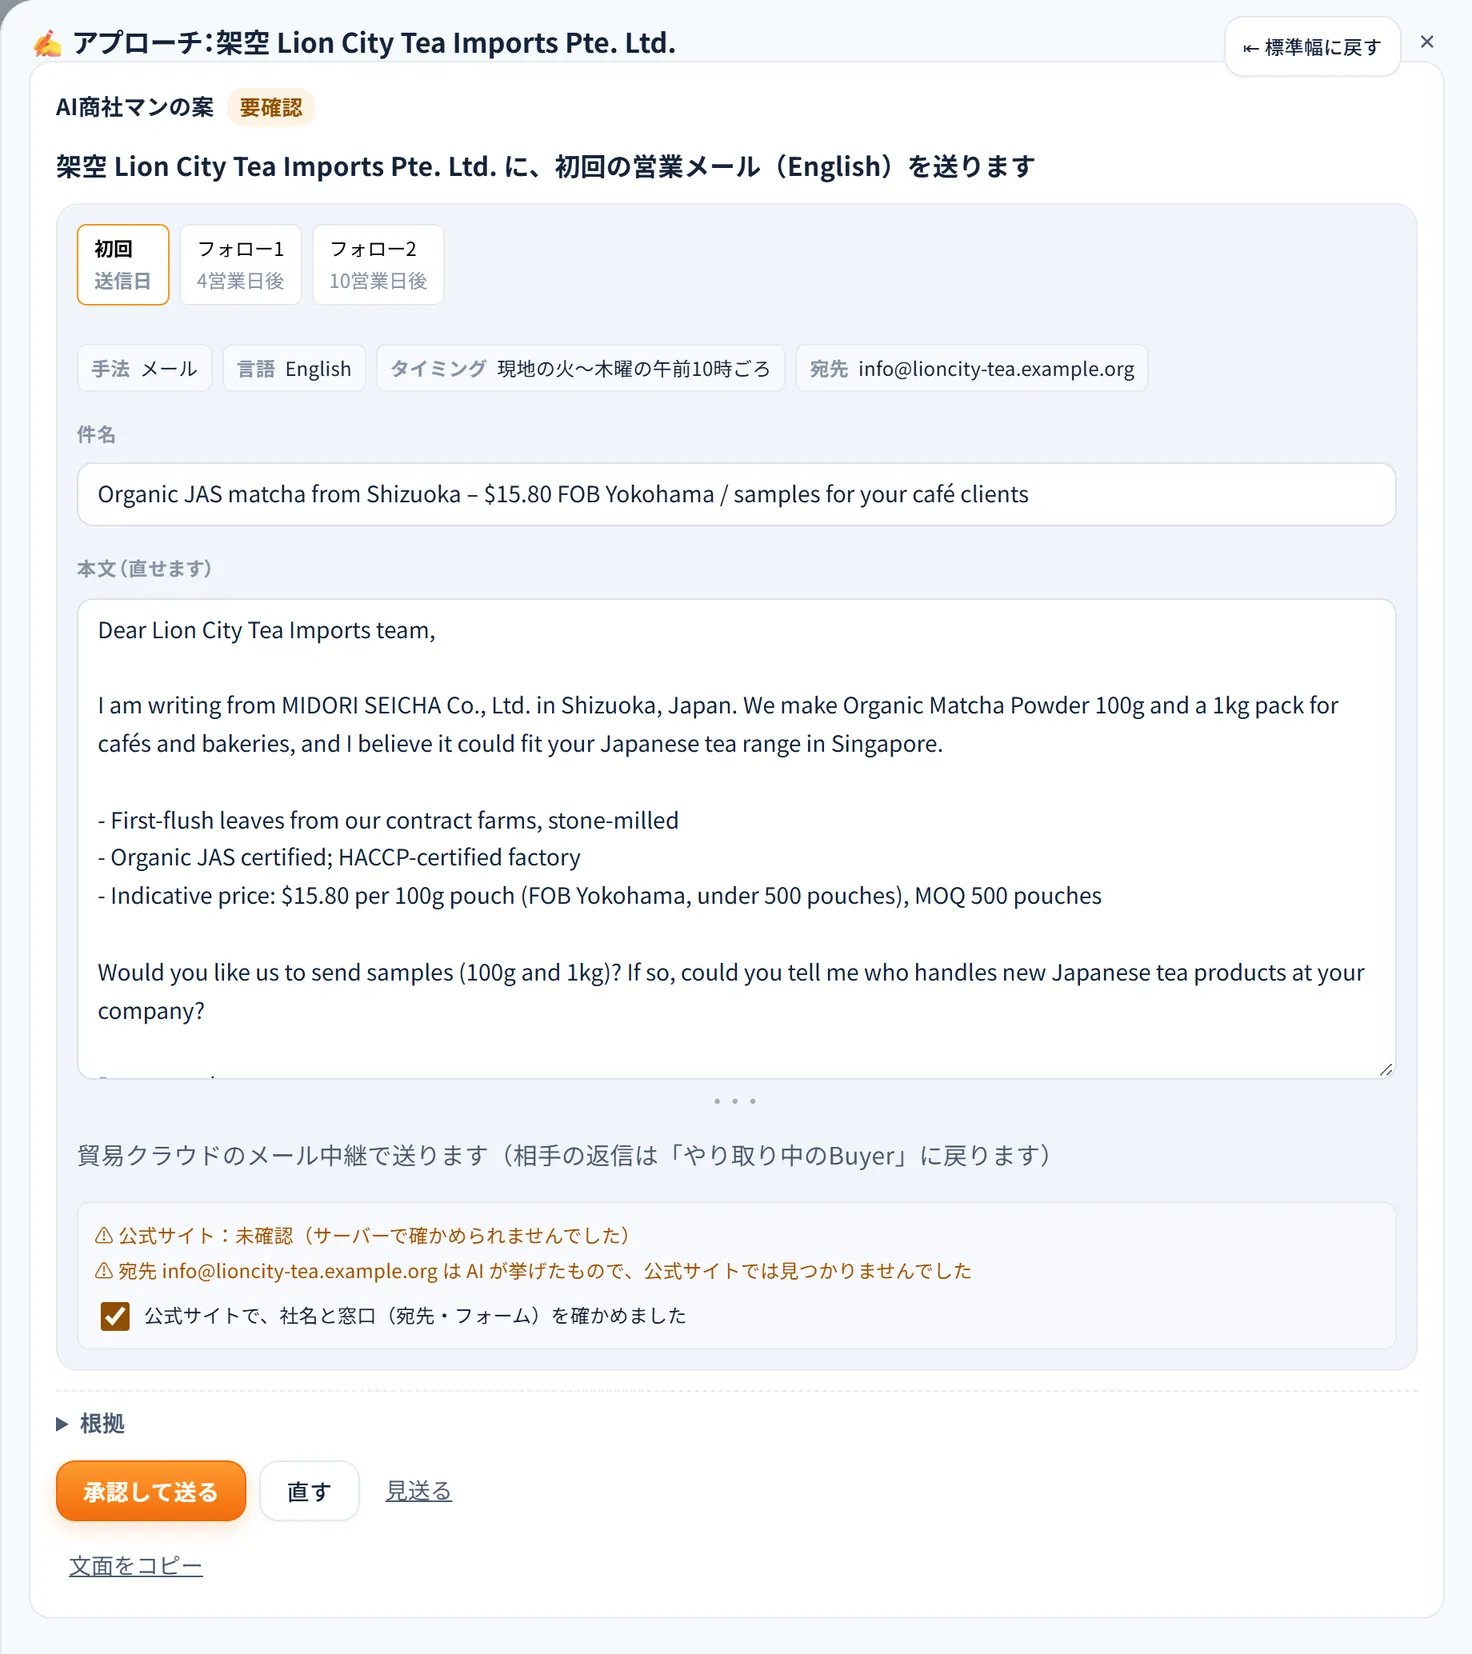 ✍️ アプローチ：架空 Lion City Tea Imports Pte. Ltd.
⇤ 標準幅に戻す
×
AI商社マンの案 要確認
架空 Lion City Tea Imports Pte. Ltd. に、初回の営業メール（English）を送ります
初回 フォロー1 フォロー2
送信日 4営業日後 10営業日後
手法 メール 言語 English タイミング 現地の火〜木曜の午前10時ごろ 宛先 info@lioncity-tea.example.org
件名
Organic JAS matcha from Shizuoka – $15.80 FOB Yokohama / samples for your café clients
本文（直せます）
Dear Lion City Tea Imports team,
I am writing from MIDORI SEICHA Co., Ltd. in Shizuoka, Japan. We make Organic Matcha Powder 100g and a 1kg pack for
cafés and bakeries, and I believe it could fit your Japanese tea range in Singapore.
- First-flush leaves from our contract farms, stone-milled
- Organic JAS certified; HACCP-certified factory
- Indicative price: $15.80 per 100g pouch (FOB Yokohama, under 500 pouches), MOQ 500 pouches
Would you like us to send samples (100g and 1kg)? If so, could you tell me who handles new Japanese tea products at your
company?
貿易クラウドのメール中継で送ります（相手の返信は「やり取り中のBuyer」に戻ります）
⚠ 公式サイト：未確認（サーバーで確かめられませんでした）
⚠ 宛先 info@lioncity-tea.example.org は AI が挙げたもので、公式サイトでは見つかりませんでした
公式サイトで、社名と窓口（宛先・フォーム）を確かめました
▶ 根拠
承認して送る 直す 見送る
文面をコピー